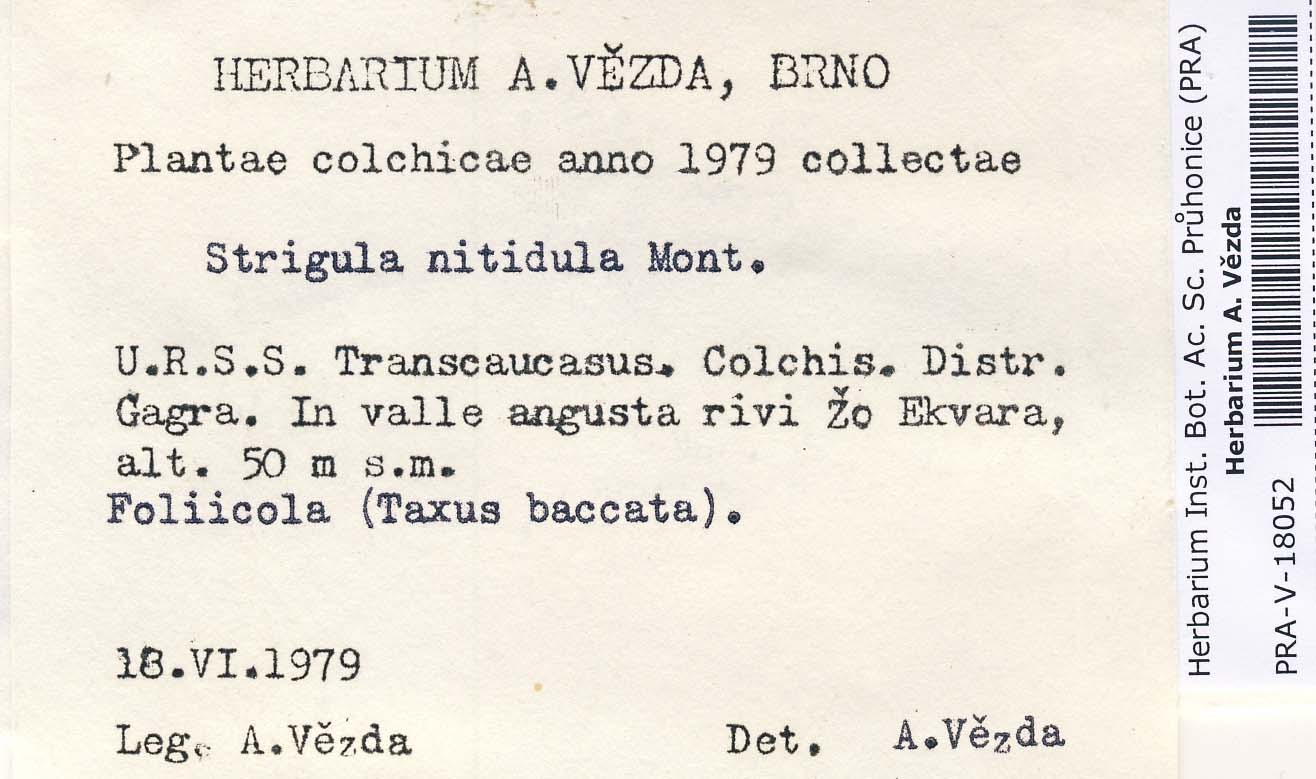 HERBARIUM A.VĚZDA, BRNO
Plantae colchicae anno 1979 collectae
Strigula nitidula Mont.
U.R.S.S. Transcaucasus. Colchis. Distr.
Gagra. In valle angusta rivi Žo Ekvara,
alt. 50 m s.m.
Foliicola (Taxus baccata).
18.VI.1979
Leg. A.Vězda Det. A.Vězda
Herbarium Inst. Bot. Ac. Sc. Průhonice (PRA)
Herbarium A. Vězda
PRA-V-18052